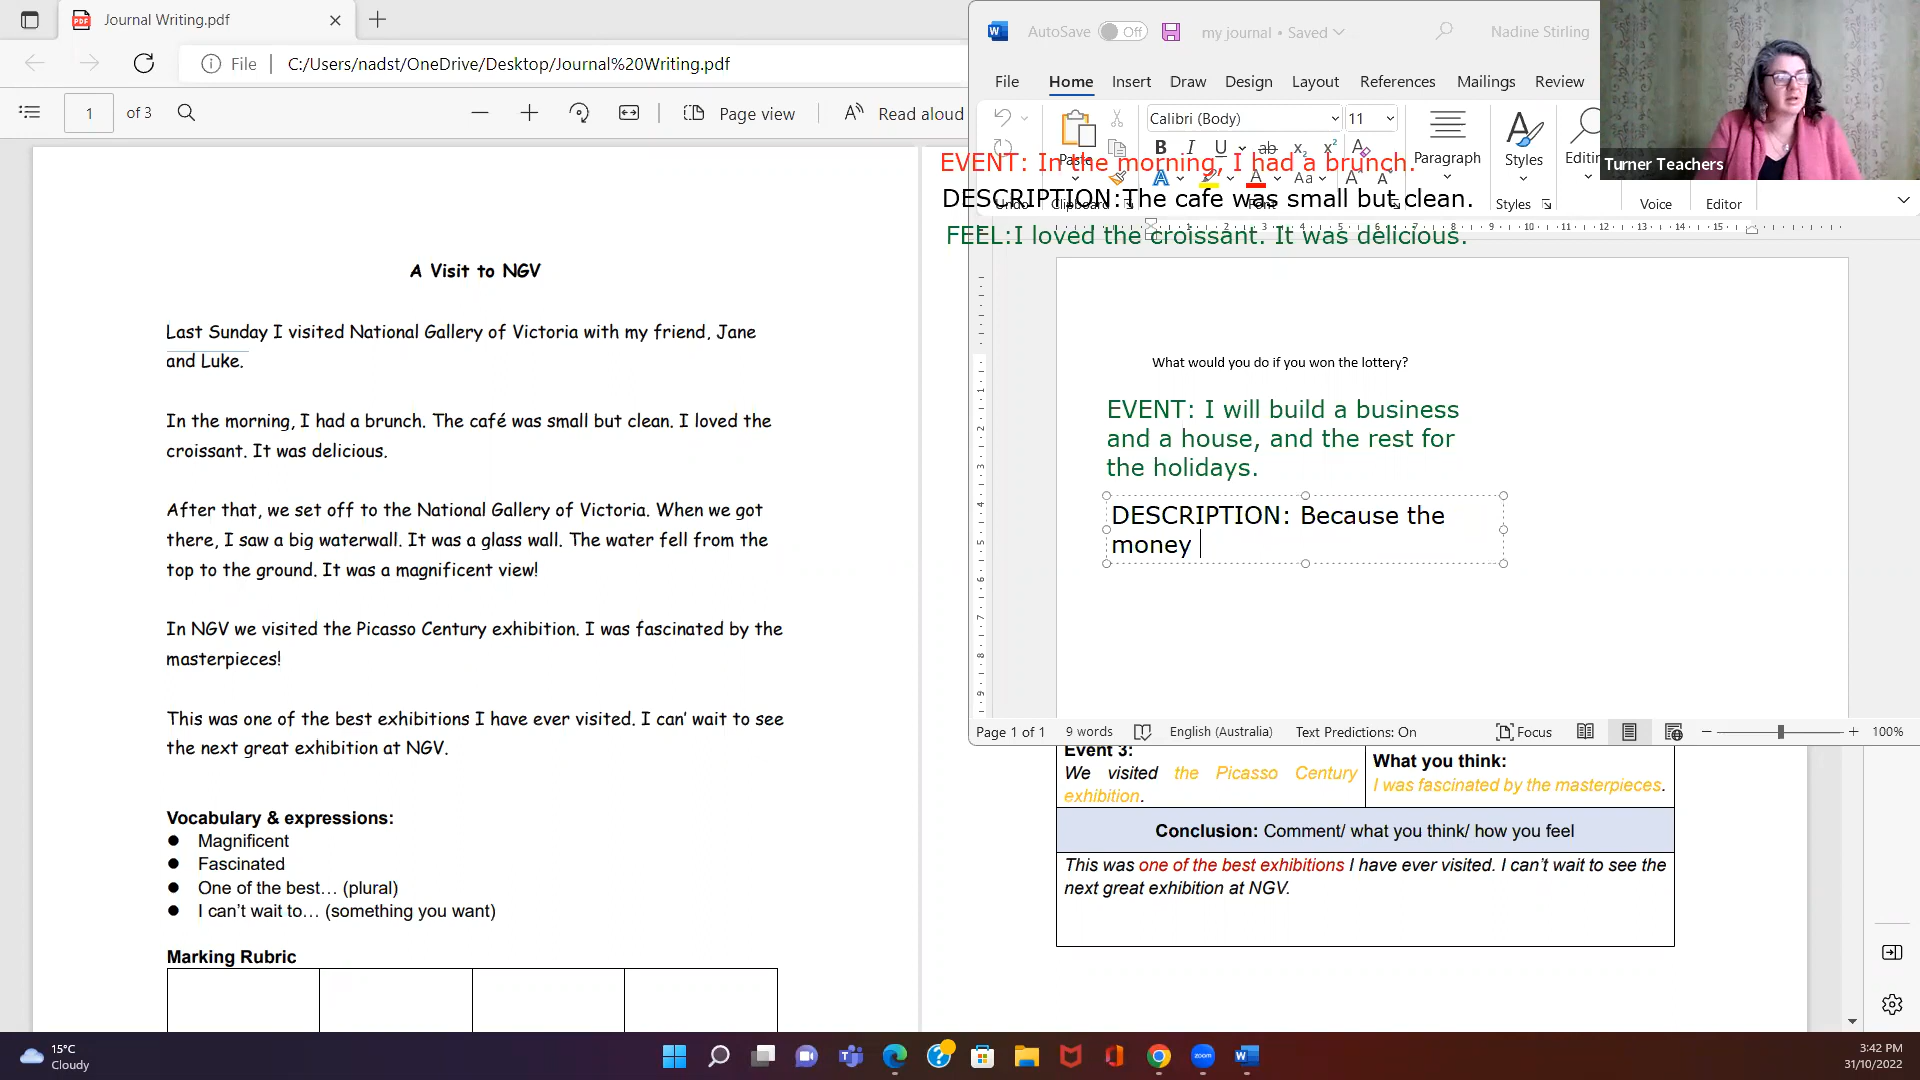 Journal Writing.pdf
File
C:/Users/nadst/OneDrive/Desktop/Journal%20Writing.pdf
1 of 3
Page view
Read aloud
AutoSave Off
my journal • Saved
Nadine Stirling
File Home Insert Draw Design Layout References Mailings Review
Calibri (Body) 11
Paste
Paragraph
Styles
Undo Clipboard Font Styles Voice Editor
Turner Teachers
EVENT: In the morning, I had a brunch.
DESCRIPTION:The cafe was small but clean.
FEEL:I loved the croissant. It was delicious.
A Visit to NGV
Last Sunday I visited National Gallery of Victoria with my friend, Jane
and Luke.
In the morning, I had a brunch. The café was small but clean. I loved the
croissant. It was delicious.
After that, we set off to the National Gallery of Victoria. When we got
there, I saw a big waterwall. It was a glass wall. The water fell from the
top to the ground. It was a magnificent view!
In NGV we visited the Picasso Century exhibition. I was fascinated by the
masterpieces!
This was one of the best exhibitions I have ever visited. I can' wait to see
the next great exhibition at NGV.
Vocabulary & expressions:
Magnificent
Fascinated
One of the best… (plural)
I can't wait to… (something you want)
Marking Rubric
What would you do if you won the lottery?
EVENT: I will build a business
and a house, and the rest for
the holidays.
DESCRIPTION: Because the
money
Page 1 of 1 9 words English (Australia) Text Predictions: On Focus 100%
Event 3:
We visited the Picasso Century
exhibition.
What you think:
I was fascinated by the masterpieces.
Conclusion: Comment/ what you think/ how you feel
This was one of the best exhibitions I have ever visited. I can't wait to see the
next great exhibition at NGV.
15°C
Cloudy
zoom
3:42 PM
31/10/2022